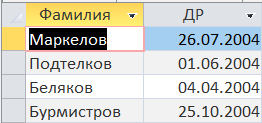 Фамилия ДР
Маркелов 26.07.2004
Подтелков 01.06.2004
Беляков 04.04.2004
Бурмистров 25.10.2004